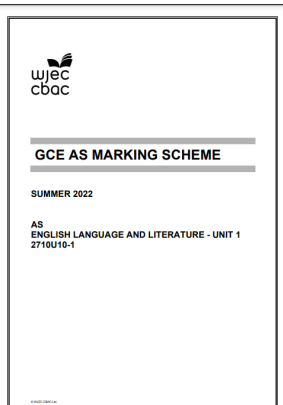 wjec
cbac
GCE AS MARKING SCHEME
SUMMER 2022
AS
ENGLISH LANGUAGE AND LITERATURE - UNIT 1
2710U10-1